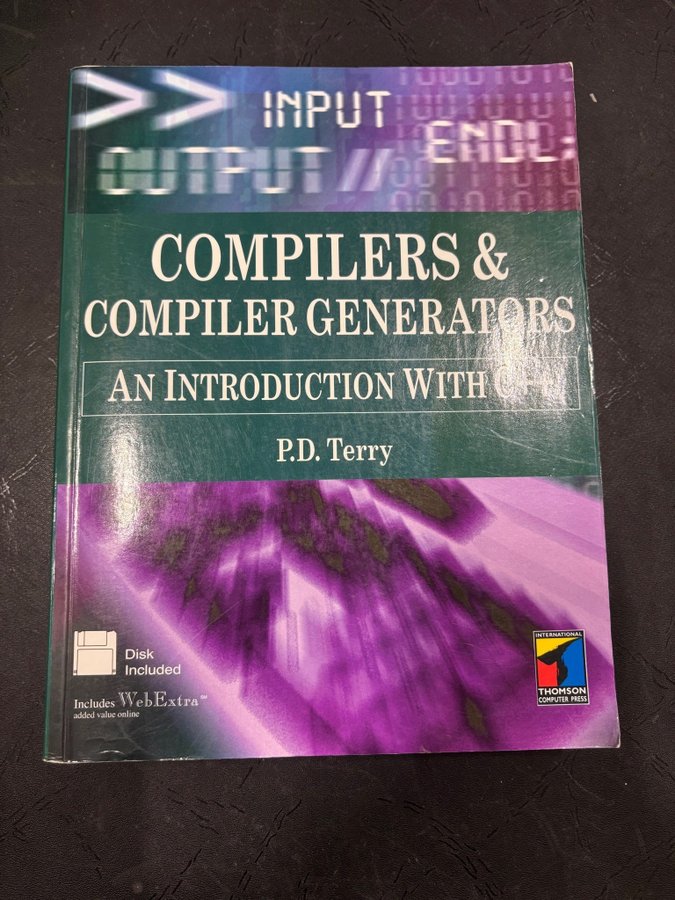 >> INPUT
OUTPUT // ENDL;
COMPILERS &
COMPILER GENERATORS
AN INTRODUCTION WITH C++
P.D. Terry
Disk
Included
Includes WebExtra℠
added value online
INTERNATIONAL
THOMSON
COMPUTER PRESS